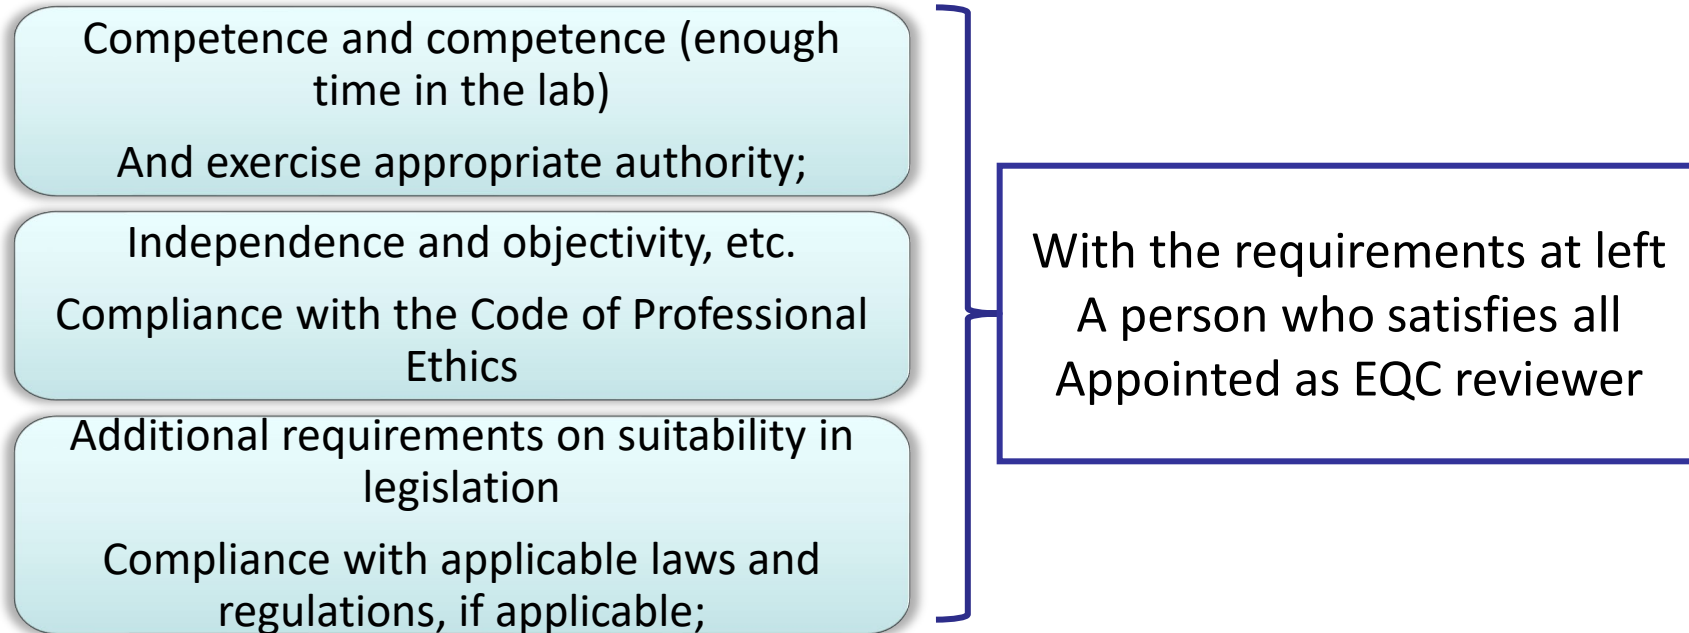 Competence and competence (enough
time in the lab)
And exercise appropriate authority;
Independence and objectivity, etc.
Compliance with the Code of Professional
Ethics
Additional requirements on suitability in
legislation
Compliance with applicable laws and
regulations, if applicable;
With the requirements at left
A person who satisfies all
Appointed as EQC reviewer